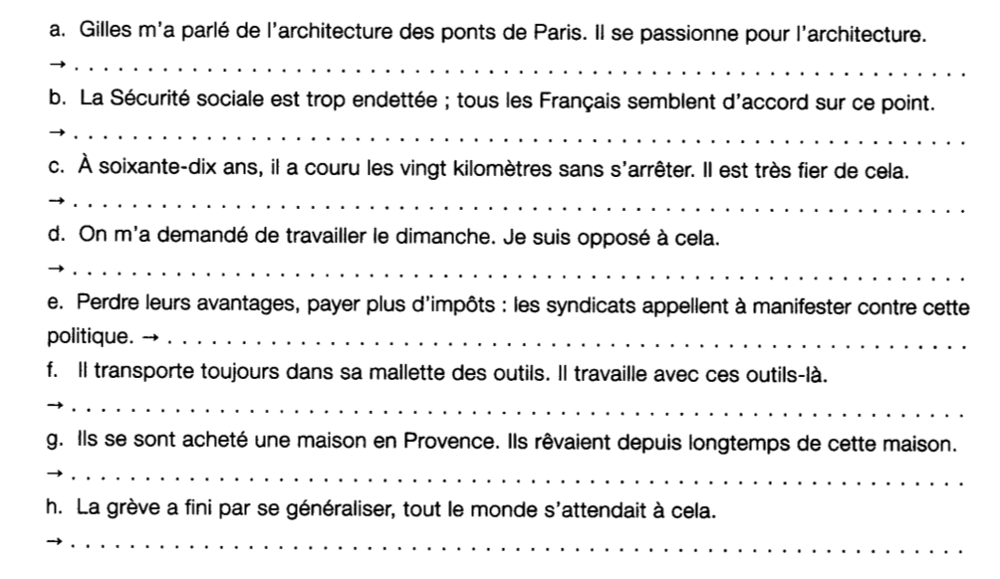 a. Gilles m'a parlé de l'architecture des ponts de Paris. Il se passionne pour l'architecture.
→ . . . . . . . . . . . . . . . . . . . . . . . . . . . . . . . . . . . . . . . . . . . . . . . . . . . . . . . . . . . .
b. La Sécurité sociale est trop endettée ; tous les Français semblent d'accord sur ce point.
→ . . . . . . . . . . . . . . . . . . . . . . . . . . . . . . . . . . . . . . . . . . . . . . . . . . . . . . . . . . . .
c. À soixante-dix ans, il a couru les vingt kilomètres sans s'arrêter. Il est très fier de cela.
→ . . . . . . . . . . . . . . . . . . . . . . . . . . . . . . . . . . . . . . . . . . . . . . . . . . . . . . . . . . . .
d. On m'a demandé de travailler le dimanche. Je suis opposé à cela.
→ . . . . . . . . . . . . . . . . . . . . . . . . . . . . . . . . . . . . . . . . . . . . . . . . . . . . . . . . . . . .
e. Perdre leurs avantages, payer plus d'impôts : les syndicats appellent à manifester contre cette
politique. → . . . . . . . . . . . . . . . . . . . . . . . . . . . . . . . . . . . . . . . . . . . . . . . . . . . . .
f. Il transporte toujours dans sa mallette des outils. Il travaille avec ces outils-là.
→ . . . . . . . . . . . . . . . . . . . . . . . . . . . . . . . . . . . . . . . . . . . . . . . . . . . . . . . . . . . .
g. Ils se sont acheté une maison en Provence. Ils rêvaient depuis longtemps de cette maison.
→ . . . . . . . . . . . . . . . . . . . . . . . . . . . . . . . . . . . . . . . . . . . . . . . . . . . . . . . . . . . .
h. La grève a fini par se généraliser, tout le monde s'attendait à cela.
→ . . . . . . . . . . . . . . . . . . . . . . . . . . . . . . . . . . . . . . . . . . . . . . . . . . . . . . . . . . . .